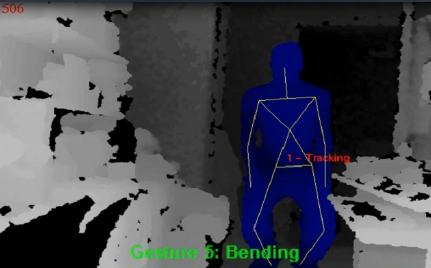 506
1 - Tracking
Gesture 5: Bending